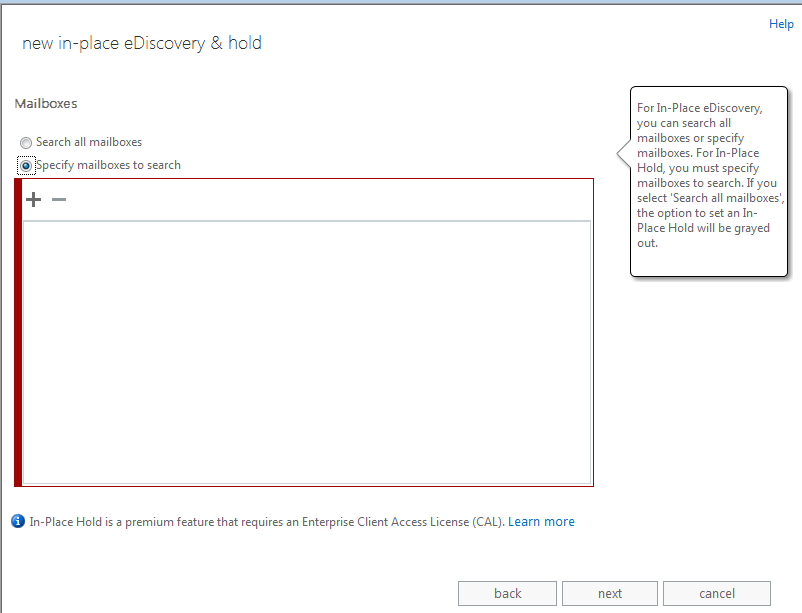 Help
new in-place eDiscovery & hold
Mailboxes
Search all mailboxes
Specify mailboxes to search
For In-Place eDiscovery,
you can search all
mailboxes or specify
mailboxes. For In-Place
Hold, you must specify
mailboxes to search. If you
select 'Search all mailboxes',
the option to set an In-
Place Hold will be grayed
out.
In-Place Hold is a premium feature that requires an Enterprise Client Access License (CAL). Learn more
back
next
cancel